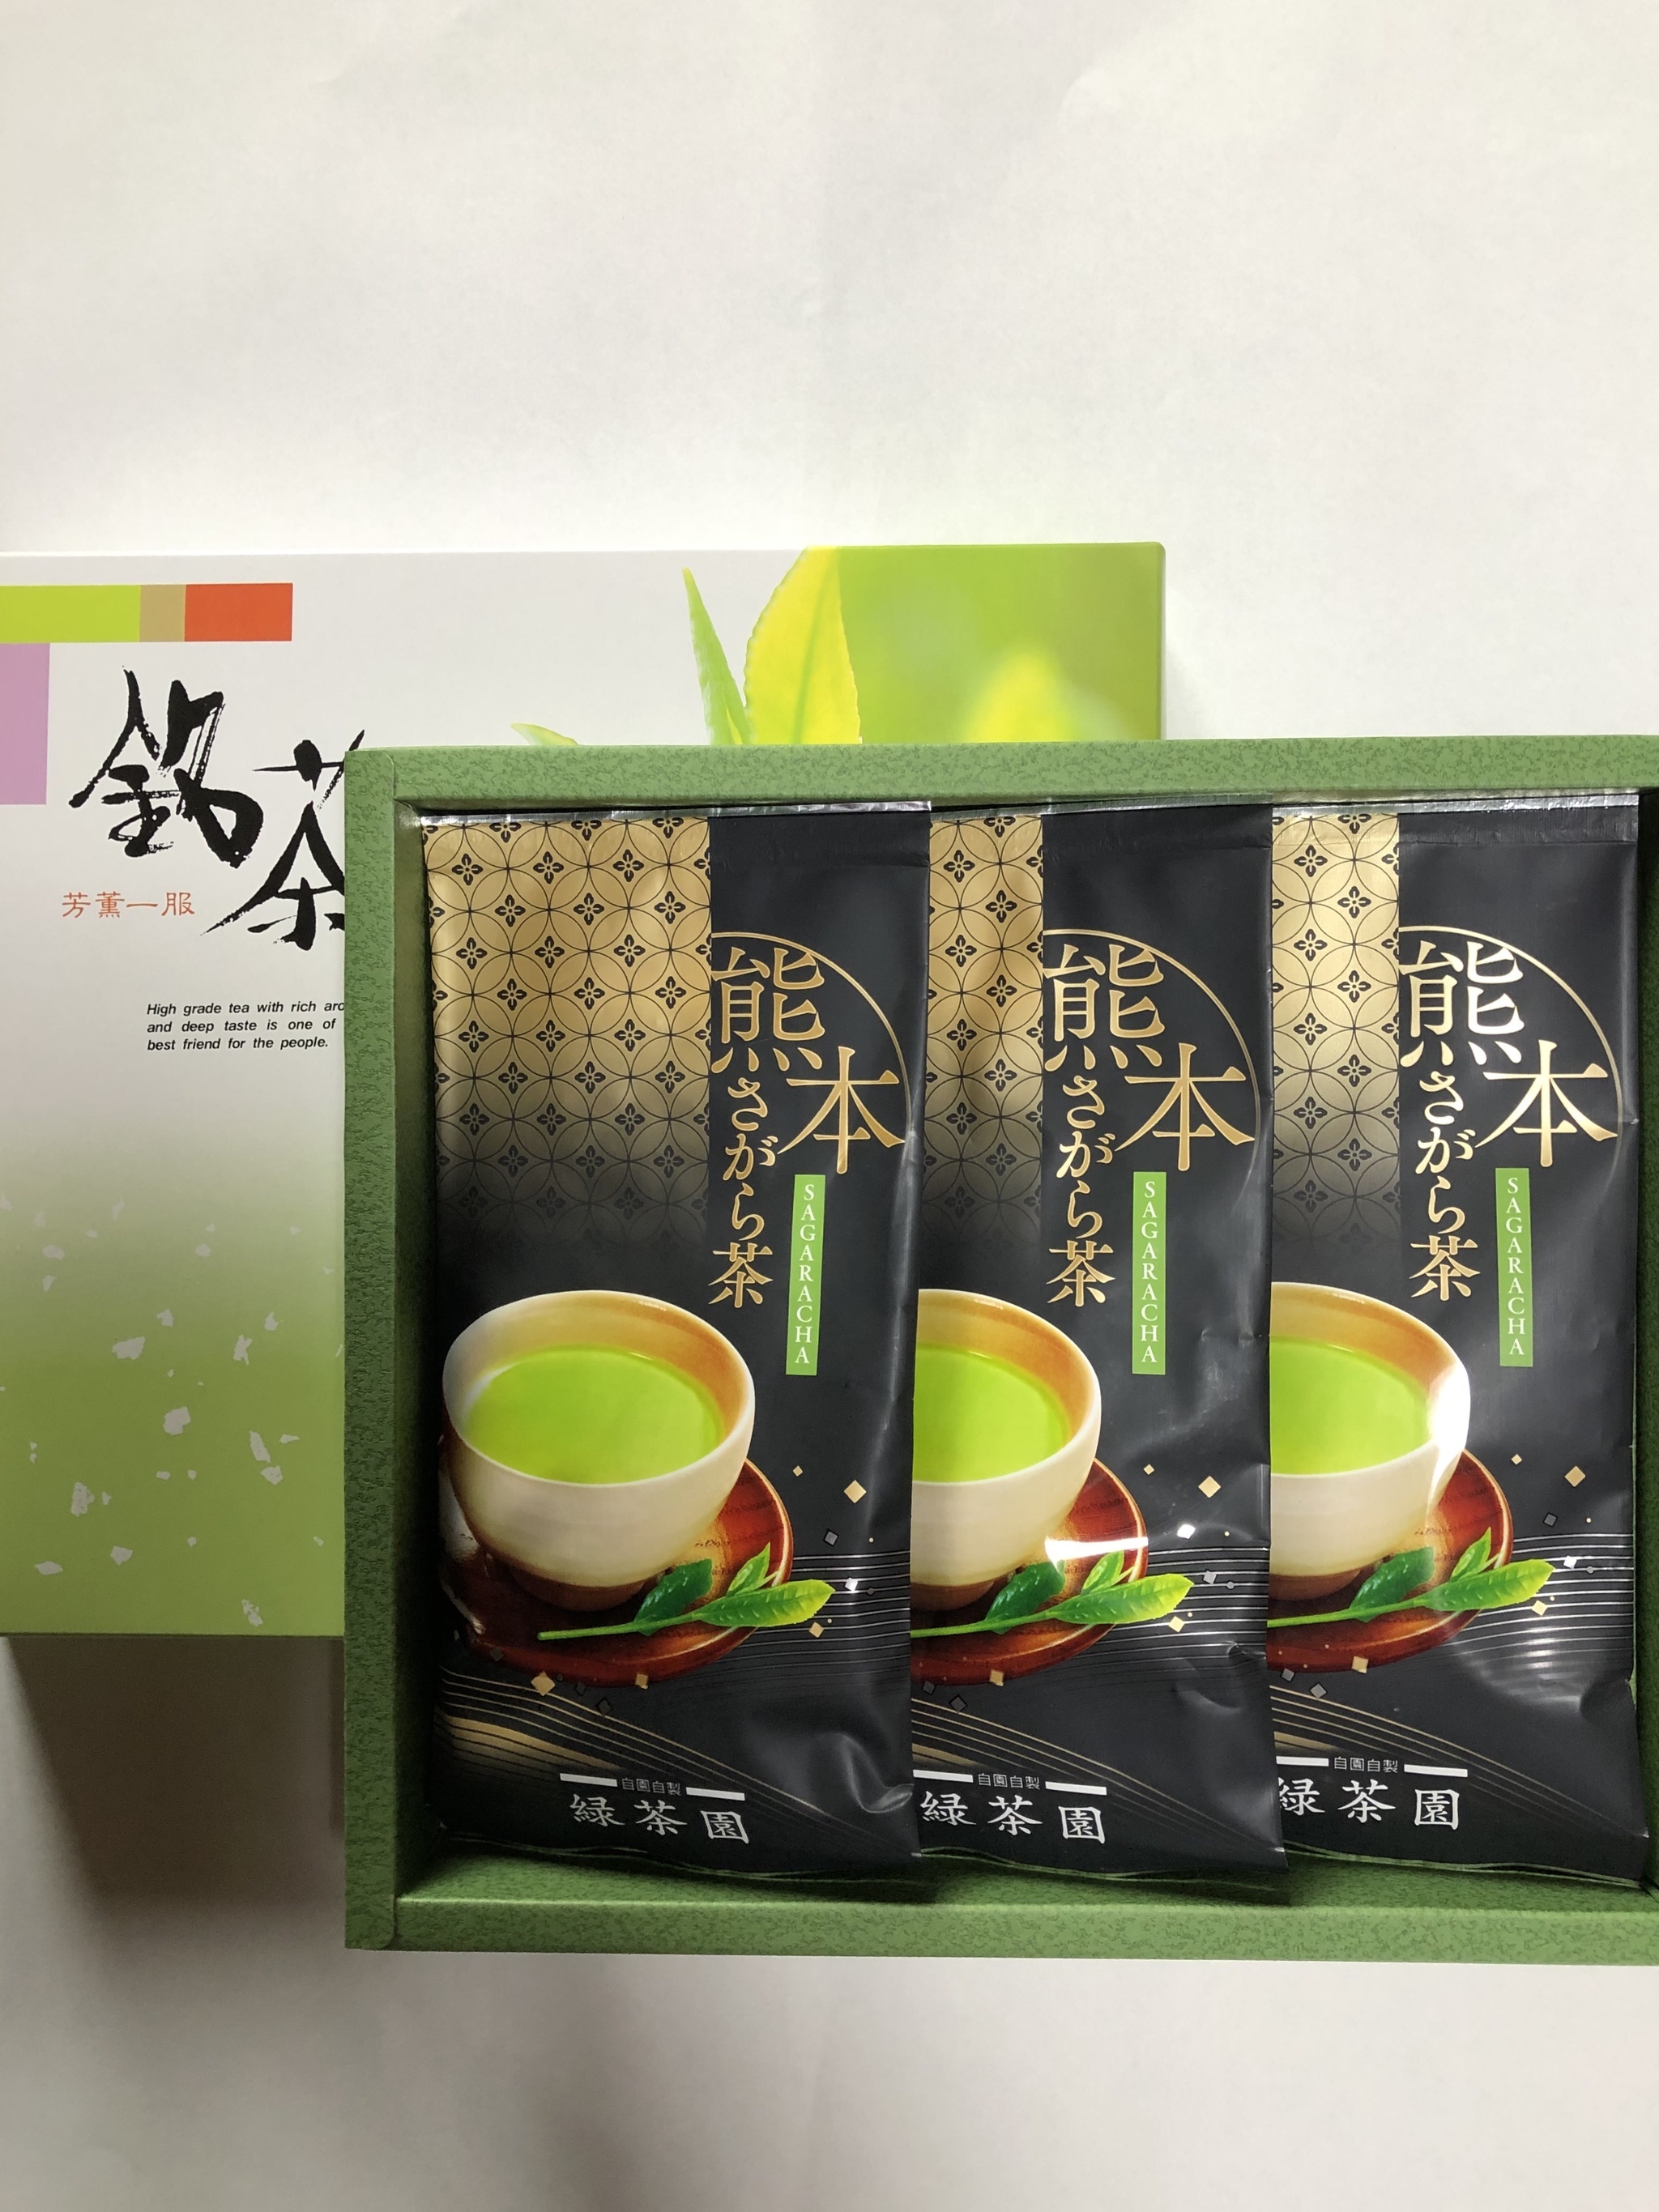 銘茶
芳薫一服
High grade tea with rich
and deep taste is one of
best friend for the people.
熊本
さがら茶
SAGARACHA
自園自製
緑茶園
熊本
さがら茶
SAGARACHA
自園自製
緑茶園
熊本
さがら茶
SAGARACHA
自園自製
緑茶園